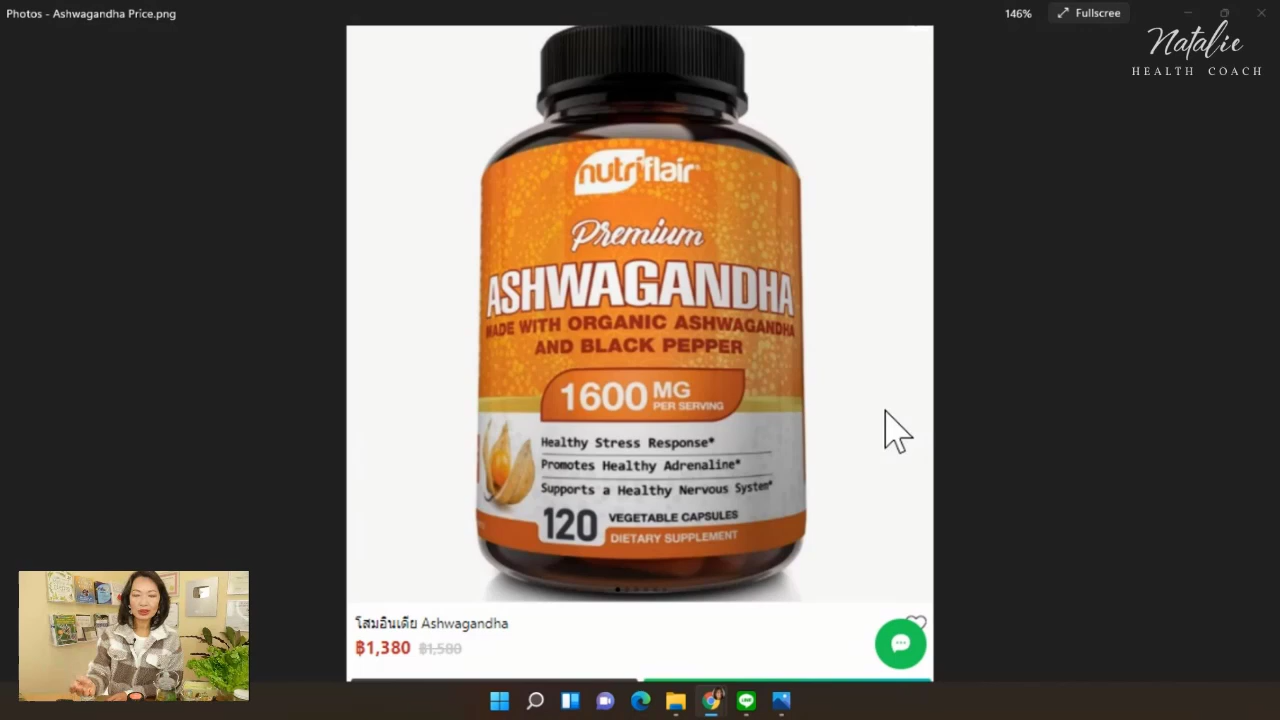 Photos - Ashwagandha Price.png
146%
Fullscree
Natalie
HEALTH COACH
nutriflair
Premium
ASHWAGANDHA
MADE WITH ORGANIC ASHWAGANDHA
AND BLACK PEPPER
1600 MG
PER SERVING
Healthy Stress Response*
Promotes Healthy Adrenaline*
Supports a Healthy Nervous System*
120 VEGETABLE CAPSULES
DIETARY SUPPLEMENT
โสมอินเดีย Ashwagandha
฿1,380 ฿1,580